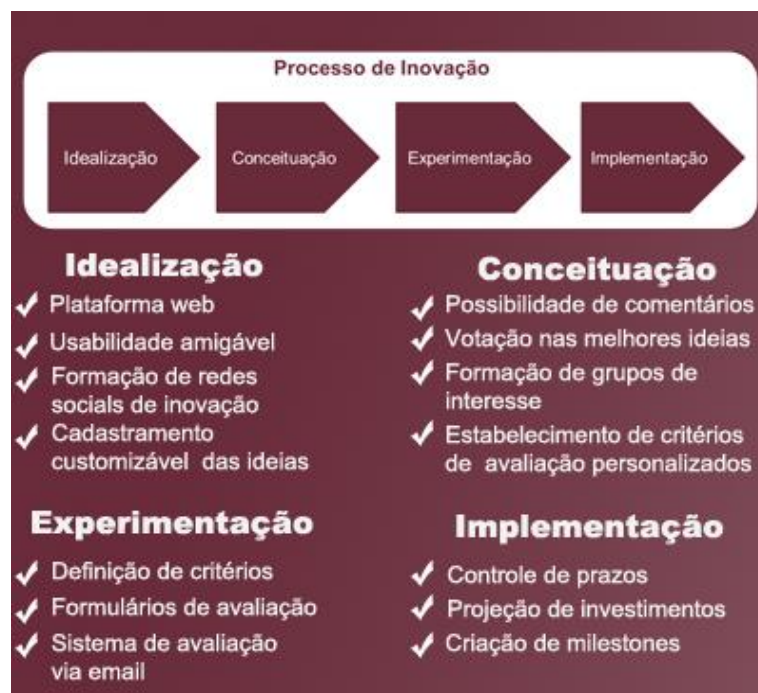 Processo de Inovação
Idealização
Conceituação
Experimentação
Implementação
Idealização
Plataforma web
Usabilidade amigável
Formação de redes
socials de inovação
Cadastramento
customizável das ideias
Conceituação
Possibilidade de comentários
Votação nas melhores ideias
Formação de grupos de
interesse
Estabelecimento de critérios
de avaliação personalizados
Experimentação
Definição de critérios
Formulários de avaliação
Sistema de avaliação
via email
Implementação
Controle de prazos
Projeção de investimentos
Criação de milestones